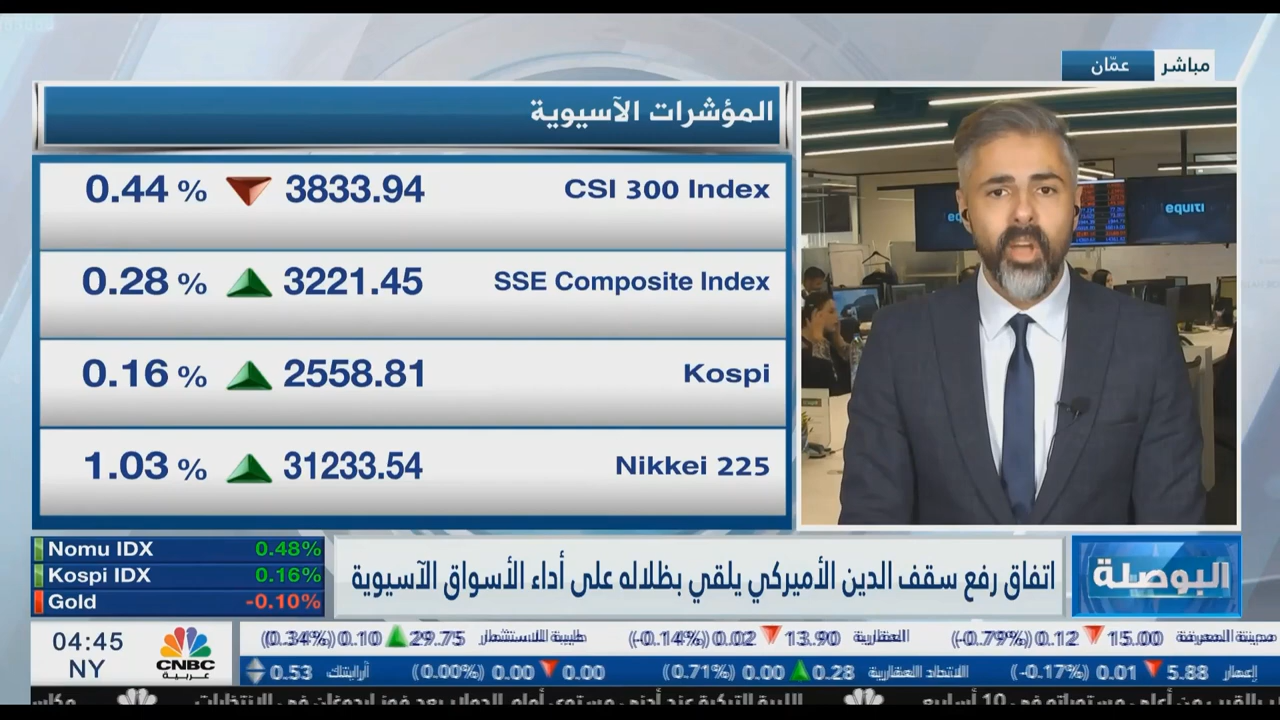 مباشر عمّان
المؤشرات الآسيوية
CSI 300 Index 3833.94 0.44 %
SSE Composite Index 3221.45 0.28 %
Kospi 2558.81 0.16 %
Nikkei 225 31233.54 1.03 %
equiti
البوصلة
اتفاق رفع سقف الدين الأميركي يلقي بظلاله على أداء الأسواق الآسيوية
Nomu IDX 0.48%
Kospi IDX 0.16%
Gold -0.10%
04:45
NY
CNBC
عربية
مدينة المعرفة 15.00 0.12 (-0.79%) العقارية 13.90 0.02 (-0.14%) طيبة للاستثمار 29.75 0.10 (0.34%)
إعمار 5.88 0.01 (-0.17%) الاتحاد العقارية 0.28 0.00 (0.71%) 0.00 0.00 (0.00%) أرابتك 0.53